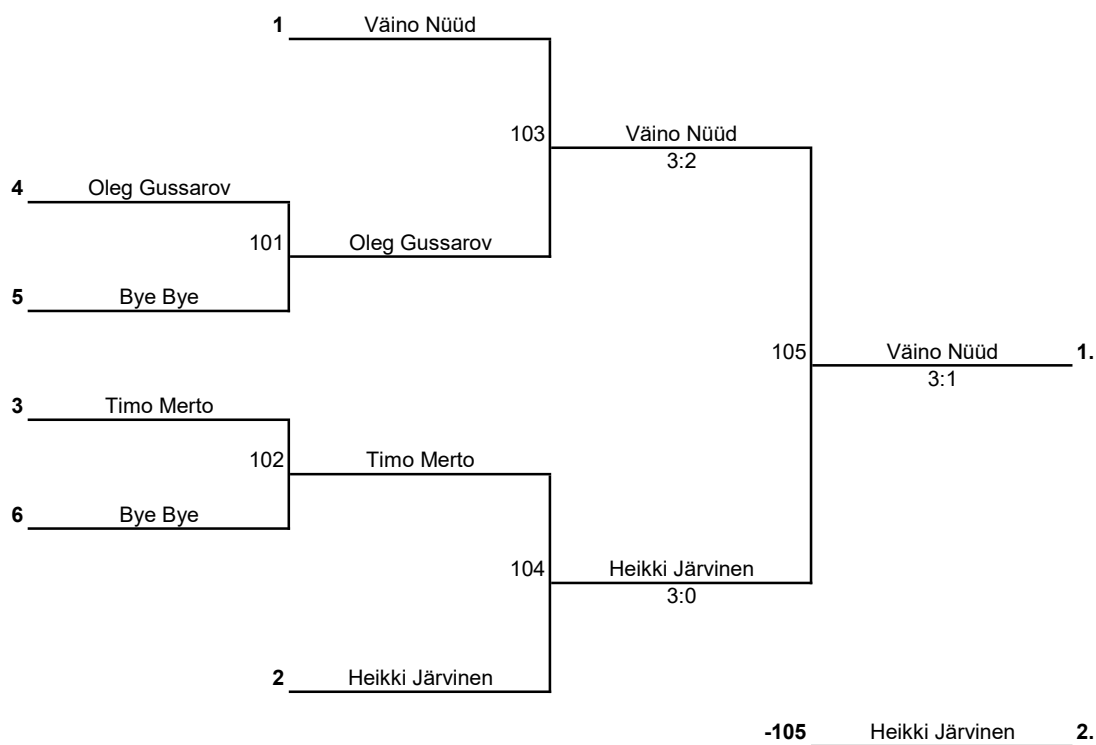 1 Väino Nüüd
103 Väino Nüüd
3:2
4 Oleg Gussarov
101 Oleg Gussarov
5 Bye Bye
105 Väino Nüüd 1.
3:1
3 Timo Merto
102 Timo Merto
6 Bye Bye
104 Heikki Järvinen
3:0
2 Heikki Järvinen
-105 Heikki Järvinen 2.